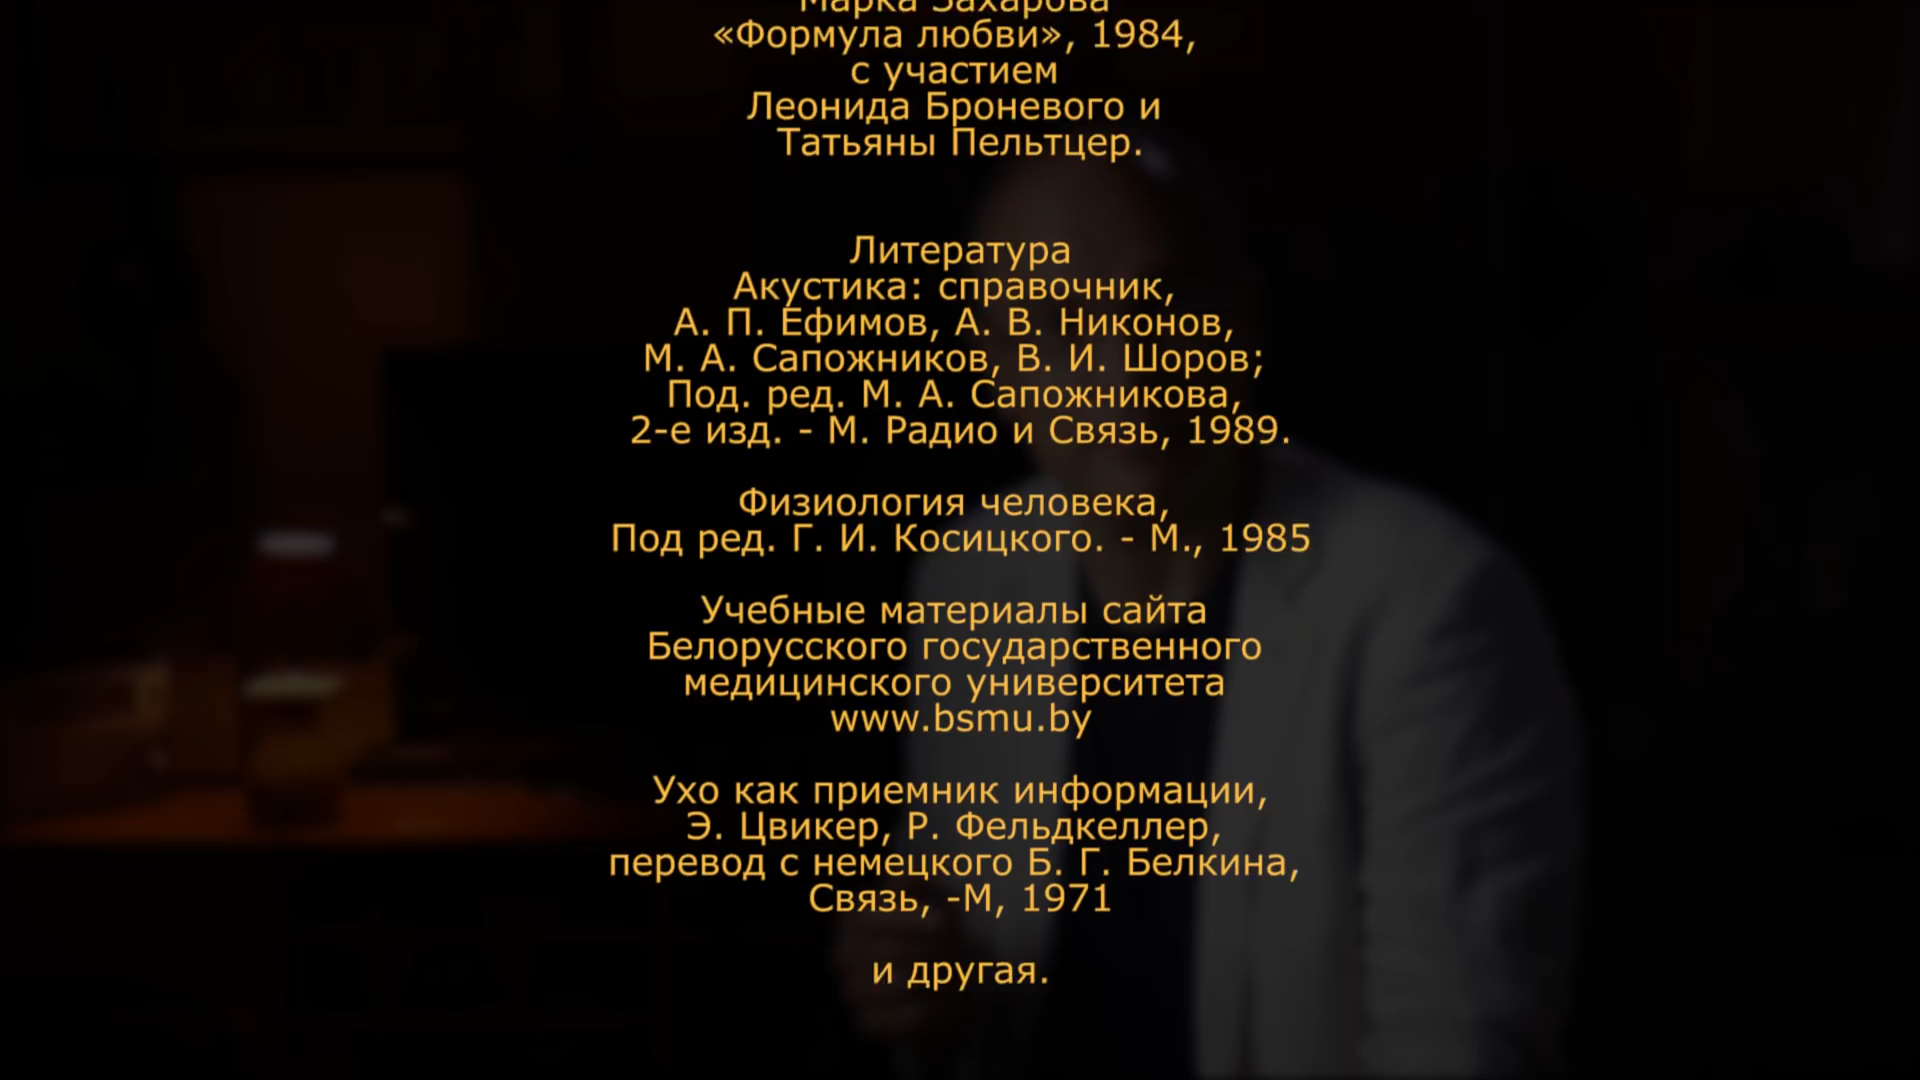 Марка Захарова
«Формула любви», 1984,
с участием
Леонида Броневого и
Татьяны Пельтцер.
Литература
Акустика: справочник,
А. П. Ефимов, А. В. Никонов,
М. А. Сапожников, В. И. Шоров;
Под. ред. М. А. Сапожникова,
2-е изд. - М. Радио и Связь, 1989.
Физиология человека,
Под ред. Г. И. Косицкого. - М., 1985
Учебные материалы сайта
Белорусского государственного
медицинского университета
www.bsmu.by
Ухо как приемник информации,
Э. Цвикер, Р. Фельдкеллер,
перевод с немецкого Б. Г. Белкина,
Связь, -М, 1971
и другая.